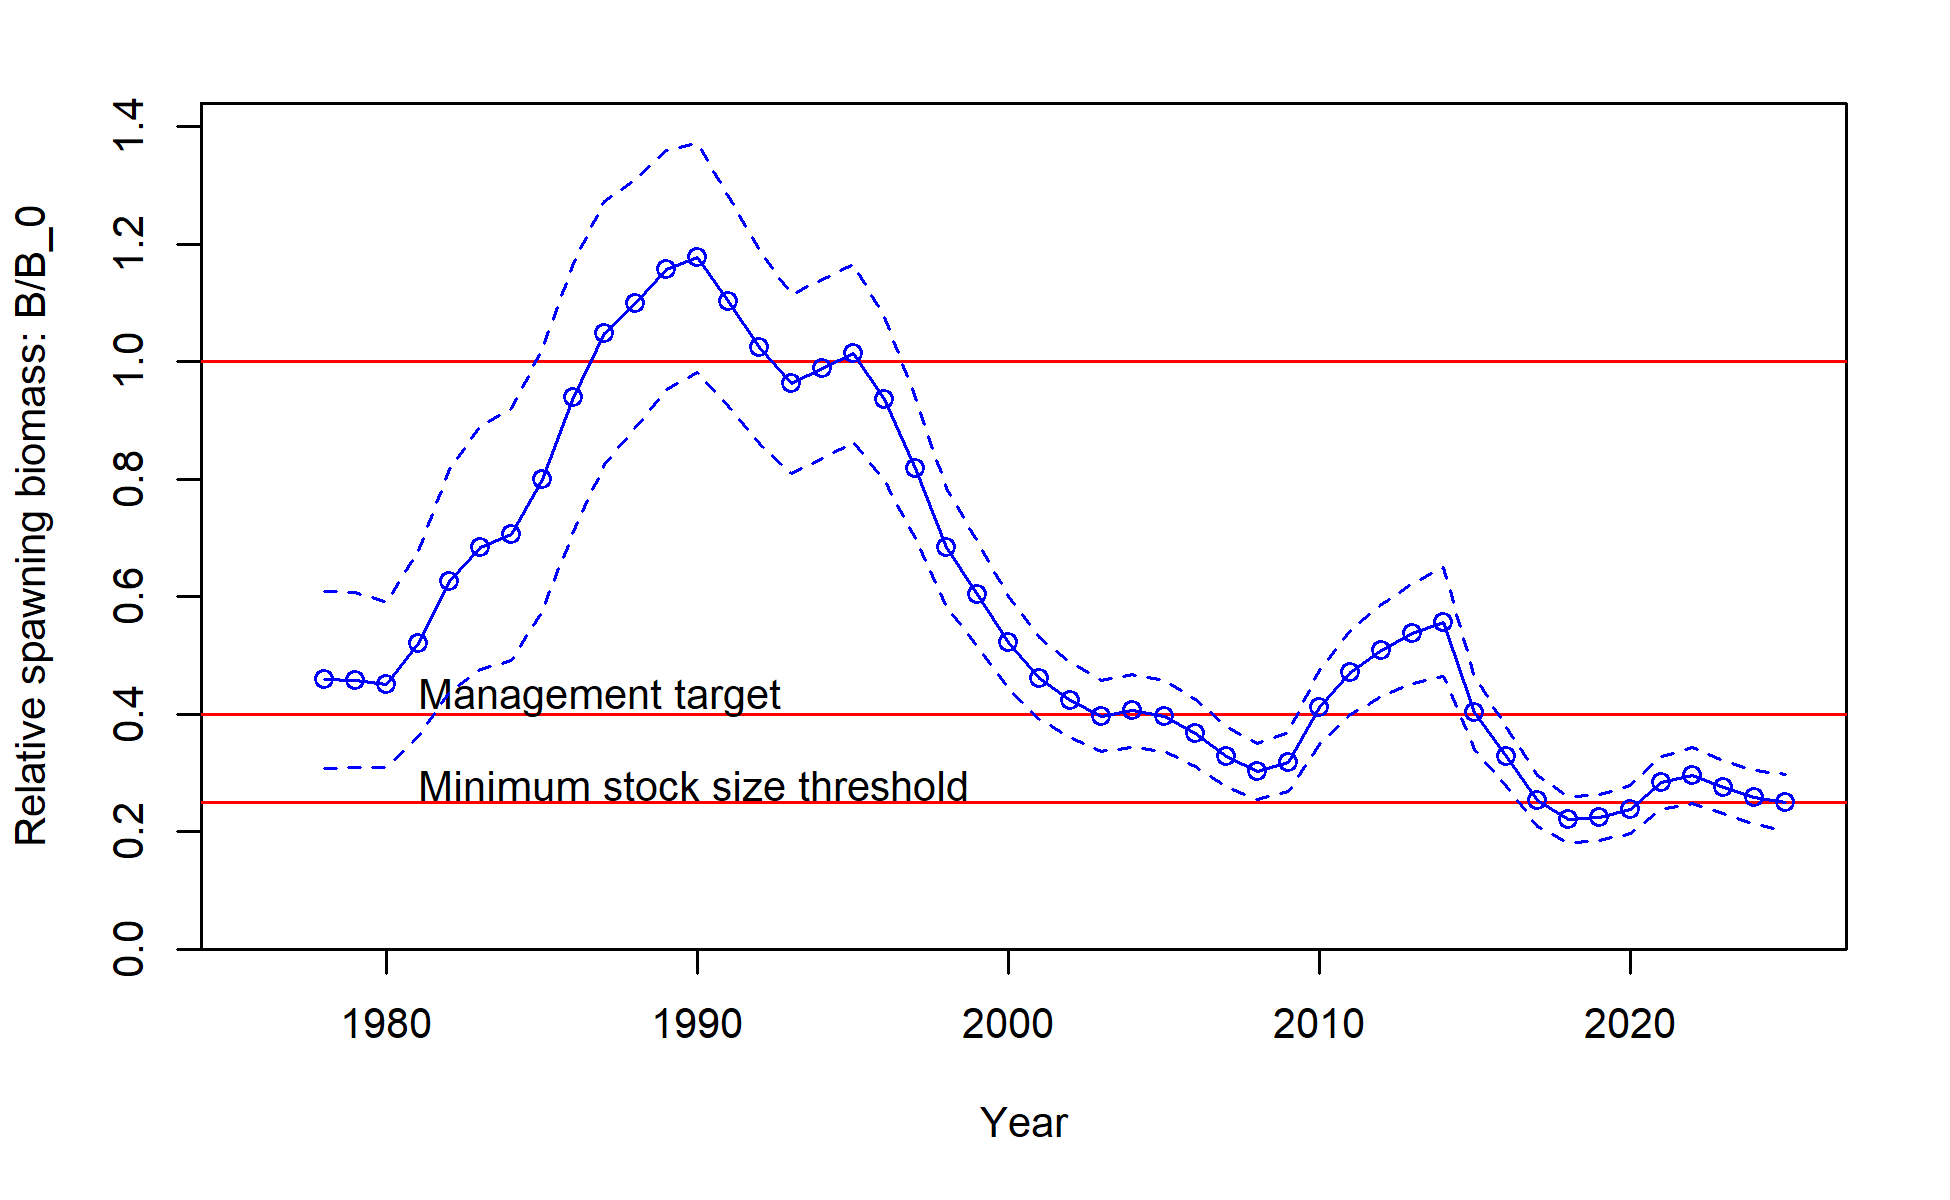 Relative spawning biomass: B/B_0
1.4
1.2
1.0
0.8
0.6
0.4
0.2
0.0
Management target
Minimum stock size threshold
1980 1990 2000 2010 2020
Year